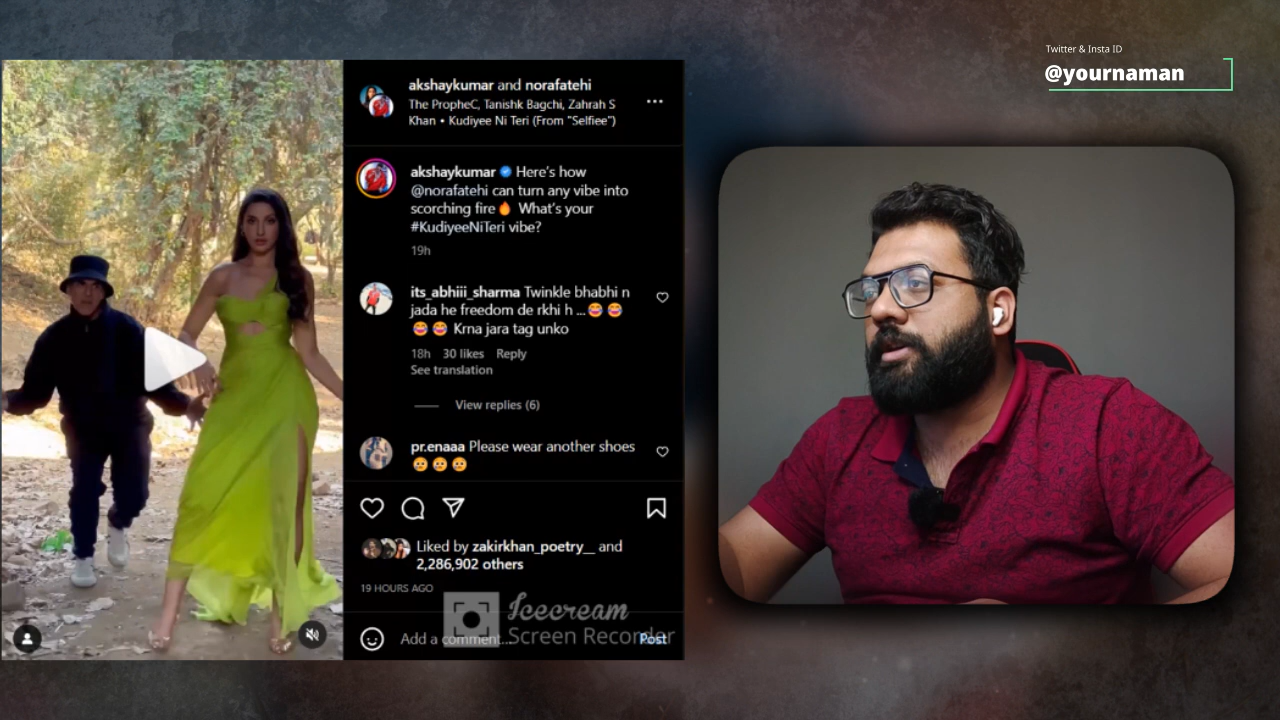 Twitter & Insta ID
@yournaman
akshaykumar and norafatehi
The PropheC, Tanishk Bagchi, Zahrah S
Khan • Kudiyee Ni Teri (From "Selfiee")
akshaykumar Here's how
@norafatehi can turn any vibe into
scorching fire🔥 What's your
#KudiyeeNiTeri vibe?
19h
its_abhiii_sharma Twinkle bhabhi n
jada he freedom de rkhi h ...😂 😂
😂 😂 Krna jara tag unko
18h 30 likes Reply
See translation
View replies (6)
pr.enaaa Please wear another shoes
😳 😳 😳
Liked by zakirkhan_poetry__ and
2,286,902 others
19 HOURS AGO
Icecream
Screen Recorder
Add a comment...
Post